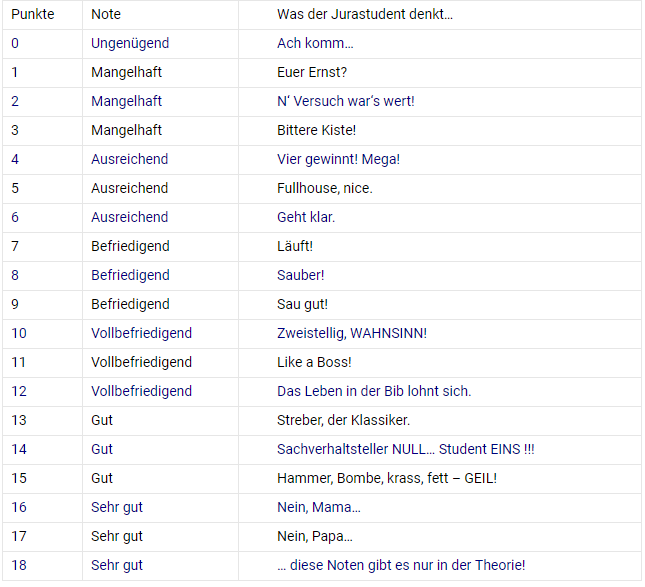 Punkte Note Was der Jurastudent denkt…
0 Ungenügend Ach komm…
1 Mangelhaft Euer Ernst?
2 Mangelhaft N‘ Versuch war‘s wert!
3 Mangelhaft Bittere Kiste!
4 Ausreichend Vier gewinnt! Mega!
5 Ausreichend Fullhouse, nice.
6 Ausreichend Geht klar.
7 Befriedigend Läuft!
8 Befriedigend Sauber!
9 Befriedigend Sau gut!
10 Vollbefriedigend Zweistellig, WAHNSINN!
11 Vollbefriedigend Like a Boss!
12 Vollbefriedigend Das Leben in der Bib lohnt sich.
13 Gut Streber, der Klassiker.
14 Gut Sachverhaltsteller NULL… Student EINS !!!
15 Gut Hammer, Bombe, krass, fett – GEIL!
16 Sehr gut Nein, Mama…
17 Sehr gut Nein, Papa…
18 Sehr gut … diese Noten gibt es nur in der Theorie!